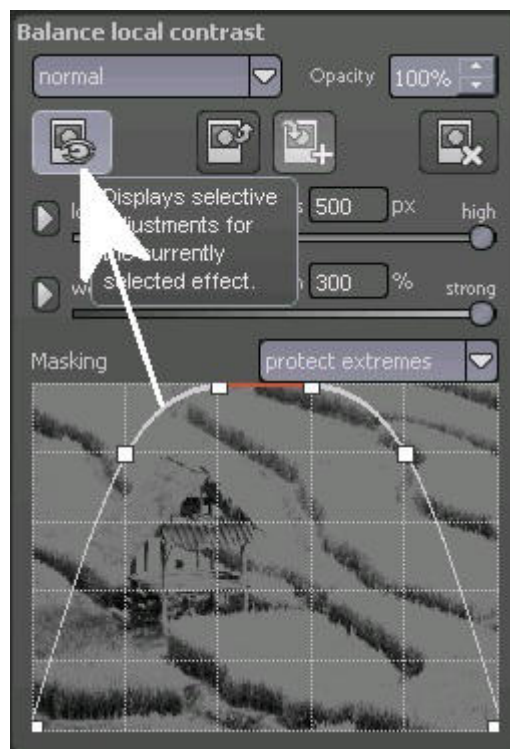 Balance local contrast
normal Opacity 100%
Displays selective
adjustments for
the currently
selected effect.
500 px high
300 % strong
Masking protect extremes